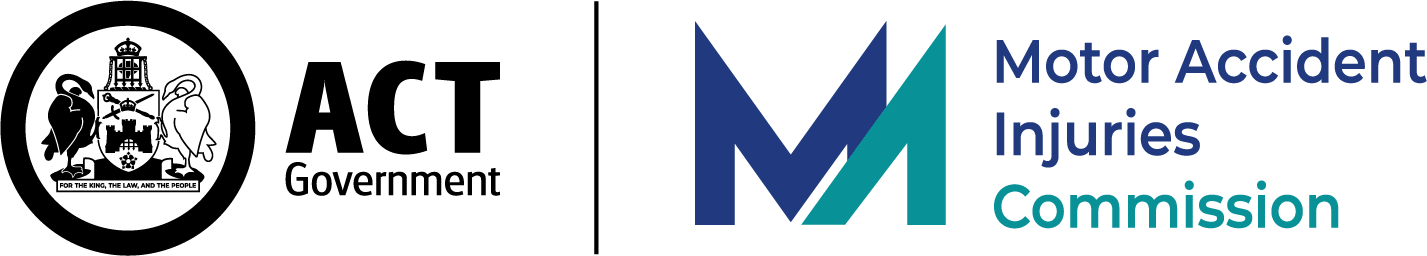 FOR THE KING, THE LAW, AND THE PEOPLE
ACT
Government
Motor Accident
Injuries
Commission